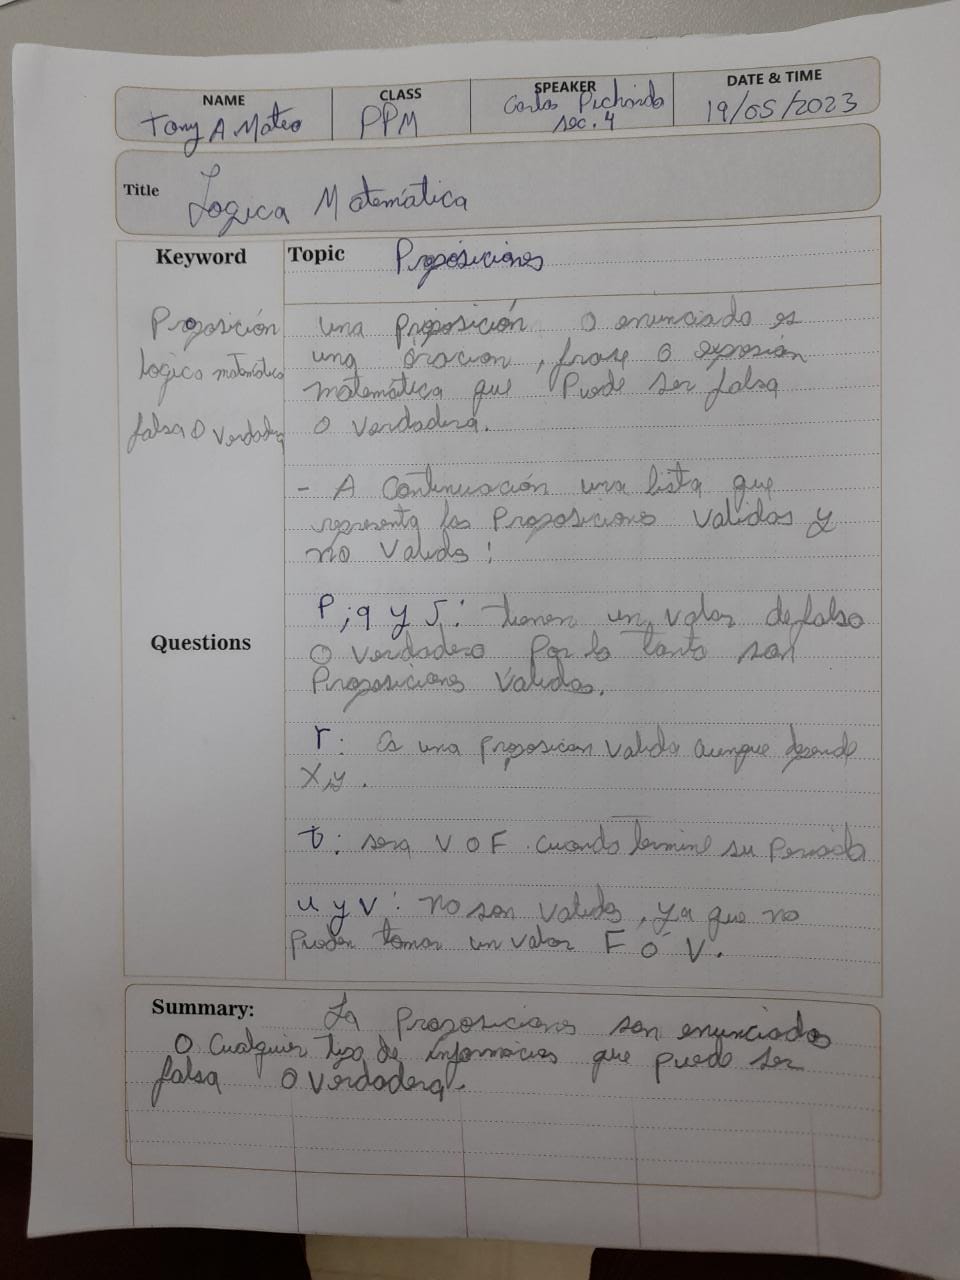 NAME CLASS SPEAKER DATE & TIME
Tony A Mateo PPM Carlos Pichardo sec. 4 19/05/2023
Title Logica Matemática
Keyword Topic Proposiciones
Proposición
logico matemático
falsa o verdadera
una proposición o enunciado es
una oracion, frase o expresión
matemática que Puede ser falsa
o verdadera.
- A Continuación una lista que
representa las Proposiciones validas y
no valida:
Questions
P; q y s: tienen un valor de falso
o verdadero Por lo tanto son
Proposiciones validas.
r: es una proposicion valida aunque depende
x,y.
t: sera V o F cuando termine su Periodo
u y v: no son valida, ya que no
pueden tomar un valor F ó V.
Summary: La Proposiciones son enunciados
o cualquier tipo de informacion que puede ser
falsa o verdadera.